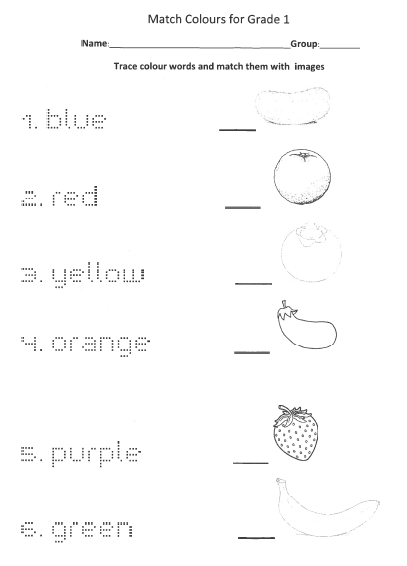 Match Colours for Grade 1
Name:____________________Group:________
Trace colour words and match them with images
1. blue
2. red
3. yellow
4. orange
5. purple
6. green